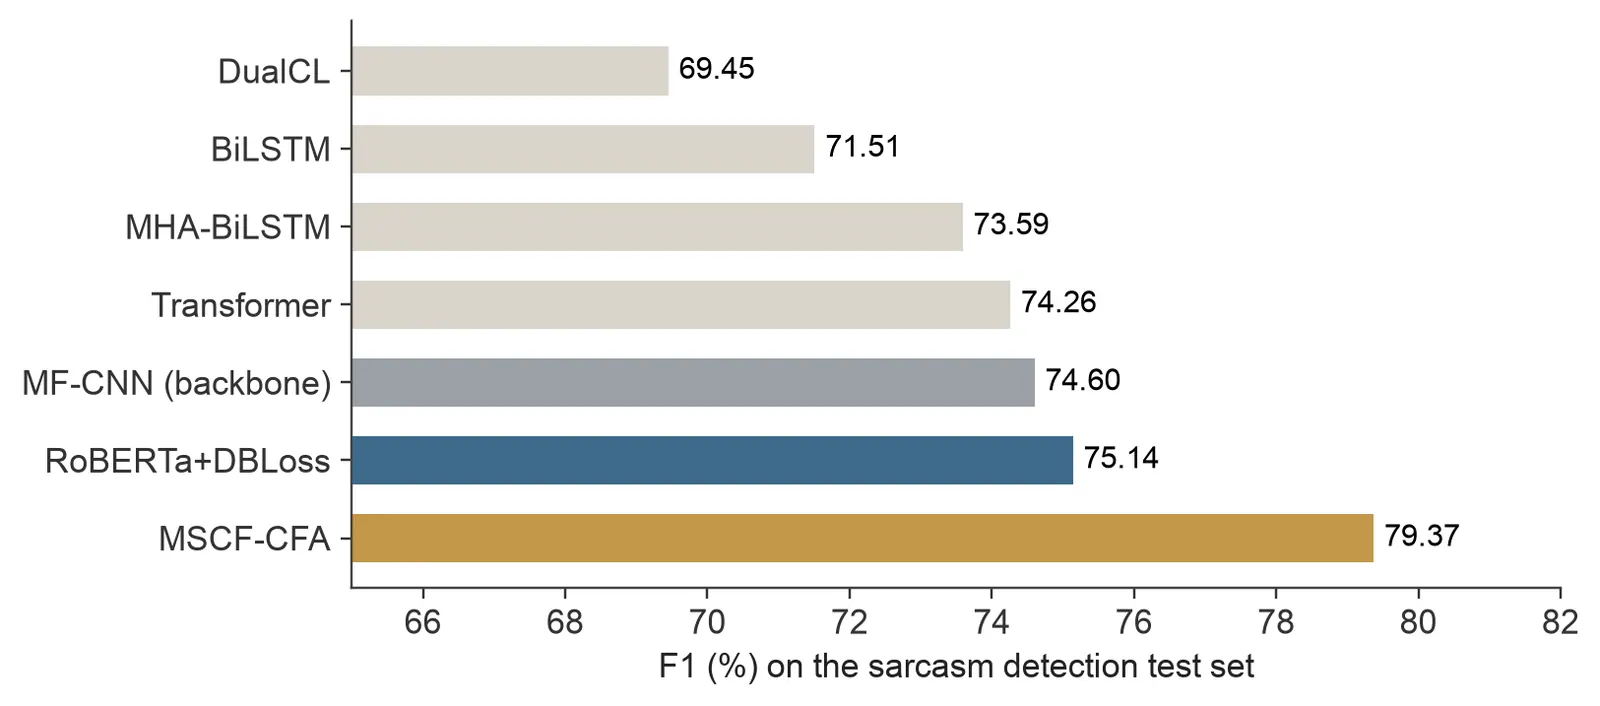 DualCL 69.45
BiLSTM 71.51
MHA-BiLSTM 73.59
Transformer 74.26
MF-CNN (backbone) 74.60
RoBERTa+DBLoss 75.14
MSCF-CFA 79.37
66 68 70 72 74 76 78 80 82
F1 (%) on the sarcasm detection test set